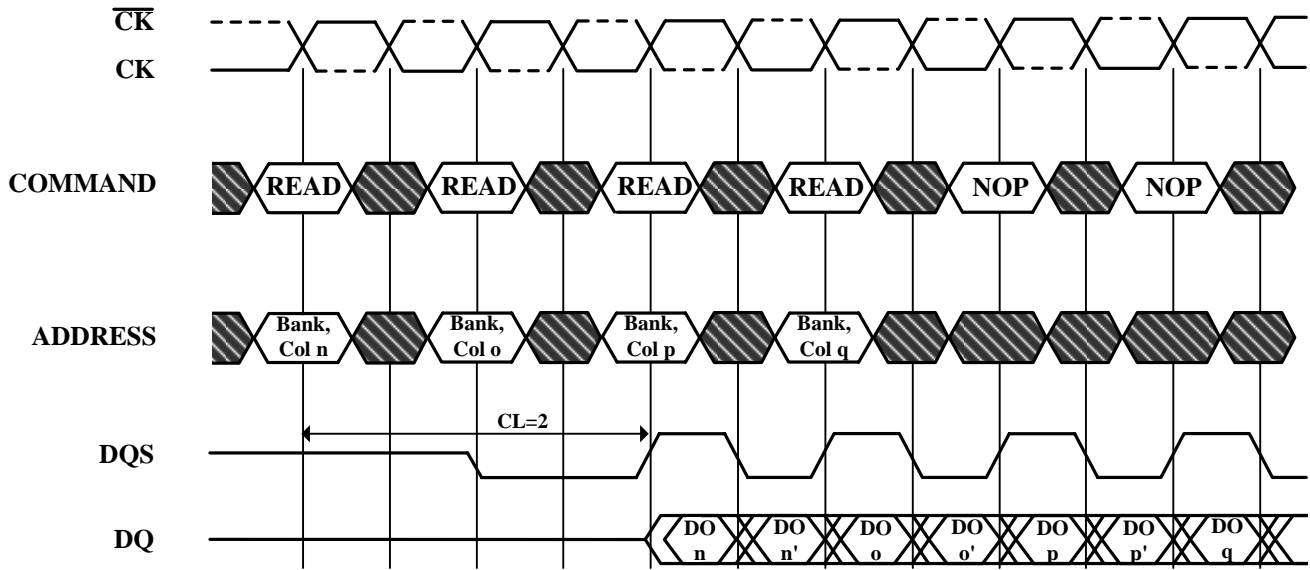 CK
CK
COMMAND
READ READ READ READ NOP NOP
ADDRESS
Bank, Bank, Bank, Bank,
Col n Col o Col p Col q
CL=2
DQS
DQ
DO DO DO DO DO DO DO
n n' o o' p p' q